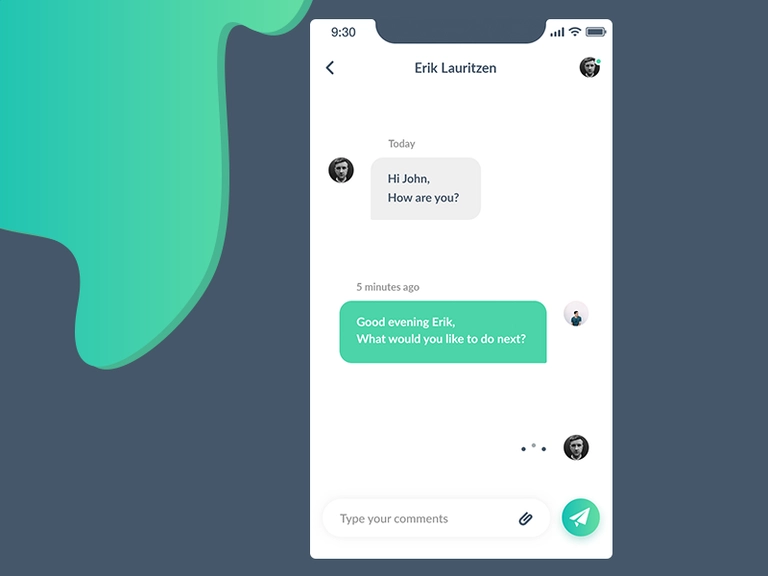 9:30
Erik Lauritzen
Today
Hi John,
How are you?
5 minutes ago
Good evening Erik,
What would you like to do next?
Type your comments